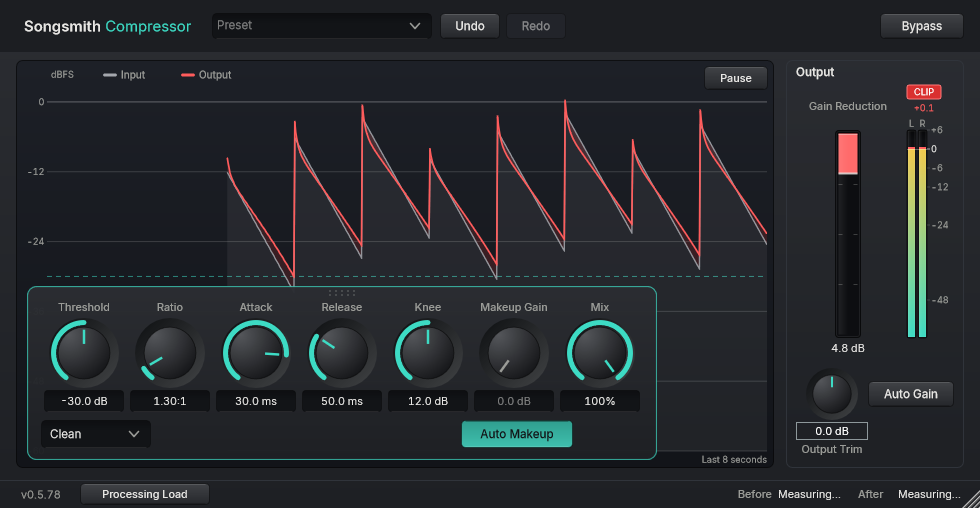 Songsmith Compressor
Preset
Undo
Redo
Bypass
dBFS
Input
Output
Pause
0
-12
-24
Threshold
Ratio
Attack
Release
Knee
Makeup Gain
Mix
-30.0 dB
1.30:1
30.0 ms
50.0 ms
12.0 dB
0.0 dB
100%
Clean
Auto Makeup
Last 8 seconds
Output
CLIP
Gain Reduction
+0.1
L R
+6
0
-6
-12
-24
-48
4.8 dB
Auto Gain
0.0 dB
Output Trim
v0.5.78
Processing Load
Before Measuring...
After Measuring...